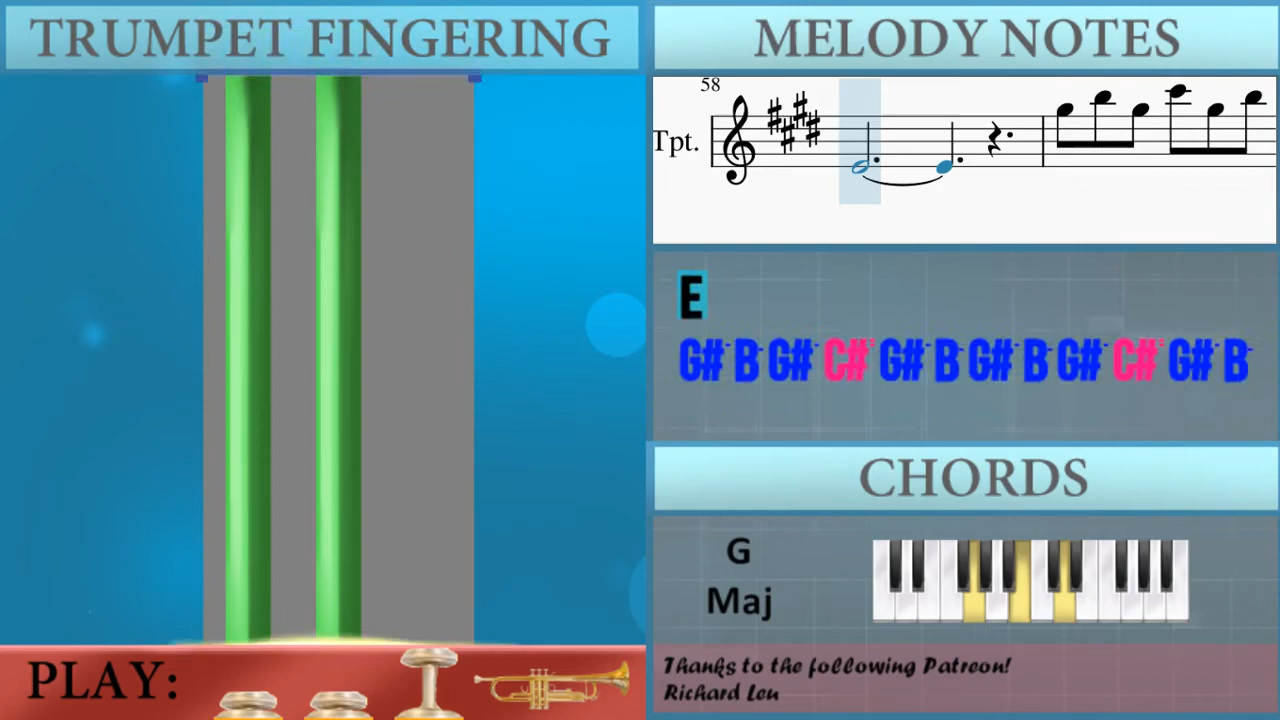 TRUMPET FINGERING
MELODY NOTES
58
Tpt.
E
G#- B- G#- C#= G#- B- G#- B- G#- C#= G#- B-
CHORDS
G
Maj
PLAY:
Thanks to the following Patreon!
Richard Leu